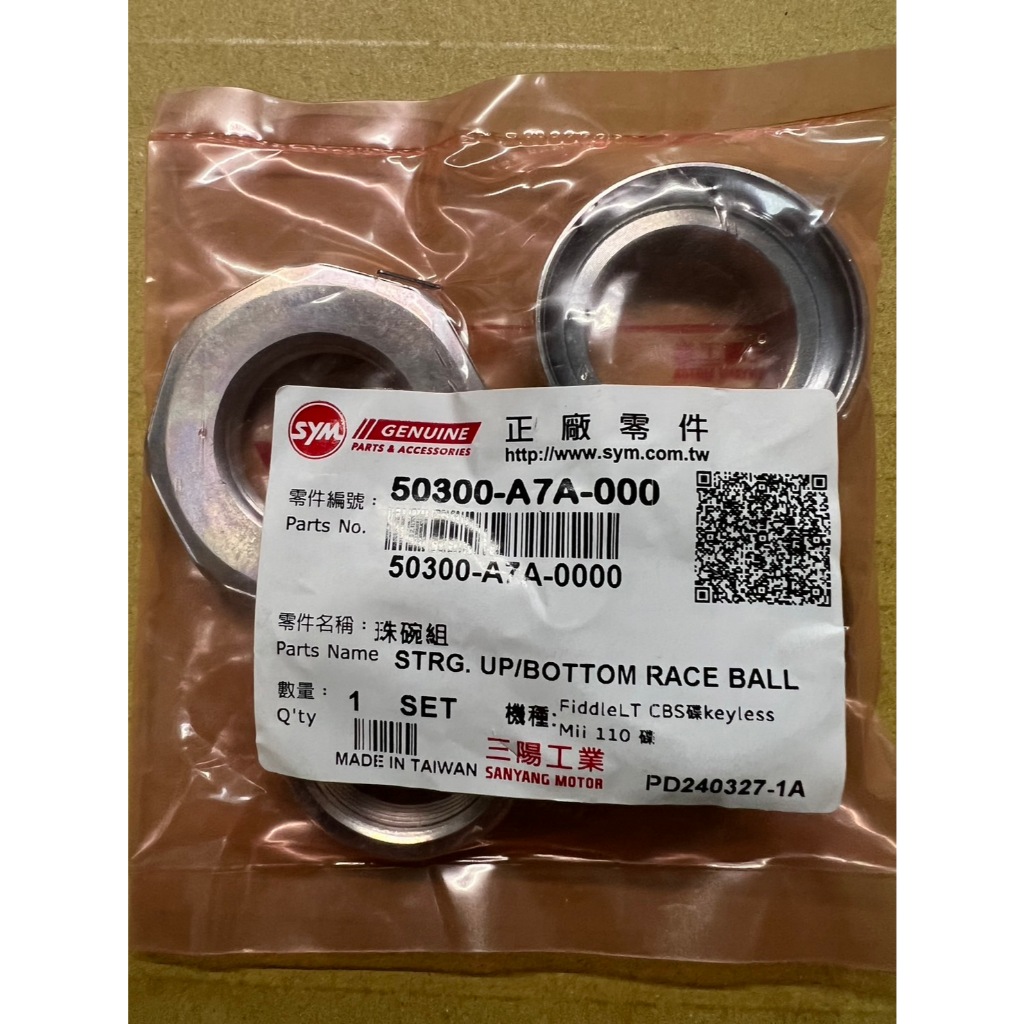 SYM GENUINE
PARTS & ACCESSORIES
正廠零件
http://www.sym.com.tw
零件編號：
Parts No.
50300-A7A-000
50300-A7A-0000
零件名稱：珠碗組
Parts Name STRG. UP/BOTTOM RACE BALL
數量：
Q'ty
1 SET
機種:
FiddleLT CBS碟keyless
Mii 110 碟
MADE IN TAIWAN
三陽工業
SANYANG MOTOR
PD240327-1A